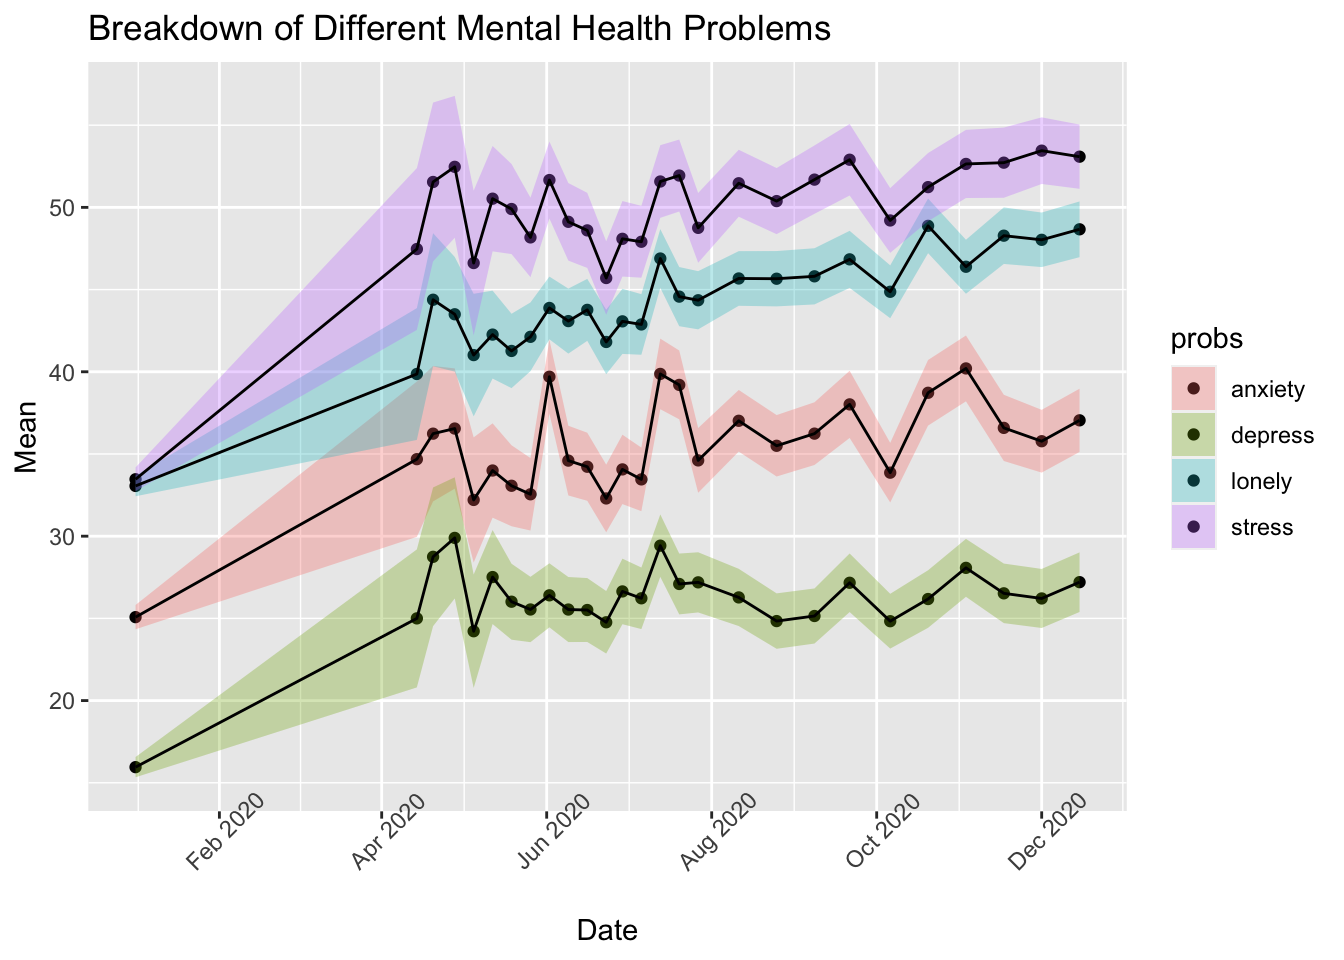 Breakdown of Different Mental Health Problems
50
40
30
20
Mean
Feb 2020
Apr 2020
Jun 2020
Aug 2020
Oct 2020
Dec 2020
Date
probs
anxiety
depress
lonely
stress